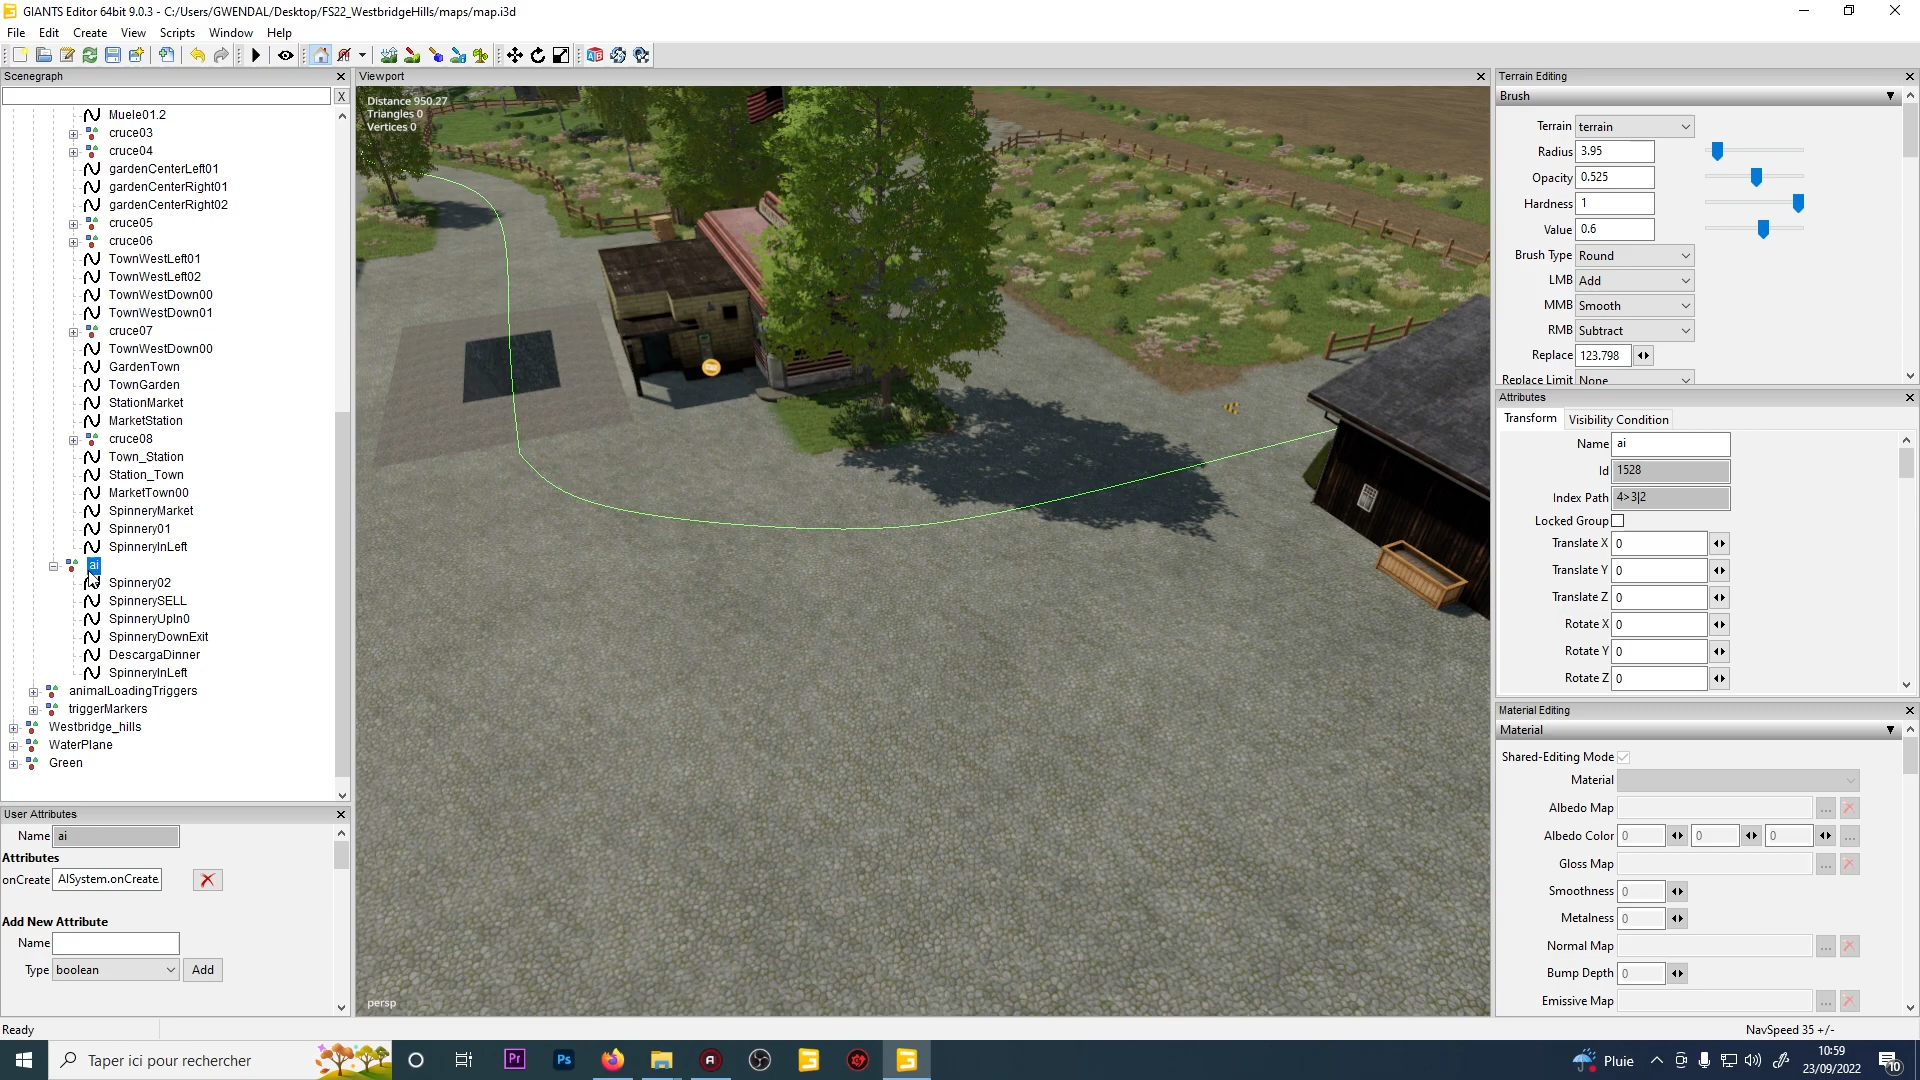 GIANTS Editor 64bit 9.0.3 - C:/Users/GWENDAL/Desktop/FS22_WestbridgeHills/maps/map.i3d
File Edit Create View Scripts Window Help
Scenegraph
X
Muele01.2
cruce03
cruce04
gardenCenterLeft01
gardenCenterRight01
gardenCenterRight02
cruce05
cruce06
TownWestLeft01
TownWestLeft02
TownWestDown00
TownWestDown01
cruce07
TownWestDown00
GardenTown
TownGarden
StationMarket
MarketStation
cruce08
Town_Station
Station_Town
MarketTown00
SpinneryMarket
Spinnery01
SpinneryInLeft
ai
Spinnery02
SpinnerySELL
SpinneryUpIn0
SpinneryDownExit
DescargaDinner
SpinneryInLeft
animalLoadingTriggers
triggerMarkers
Westbridge_hills
WaterPlane
Green
User Attributes
Name ai
Attributes
onCreate AISystem.onCreate
Add New Attribute
Name
Type boolean Add
Ready
Viewport
Distance 950.27
Triangles 0
Vertices 0
persp
Terrain Editing
Brush
Terrain terrain
Radius 3.95
Opacity 0.525
Hardness 1
Value 0.6
Brush Type Round
LMB Add
MMB Smooth
RMB Subtract
Replace 123.798
Replace Limit None
Attributes
Transform Visibility Condition
Name ai
Id 1528
Index Path 4>3|2
Locked Group
Translate X 0
Translate Y 0
Translate Z 0
Rotate X 0
Rotate Y 0
Rotate Z 0
Material Editing
Material
Shared-Editing Mode
Material
Albedo Map ...
Albedo Color 0 0 0 ...
Gloss Map ...
Smoothness 0
Metalness 0
Normal Map ...
Bump Depth 0
Emissive Map ...
NavSpeed 35 +/-
Taper ici pour rechercher
Pr
Ps
Pluie
10:59
23/09/2022
10